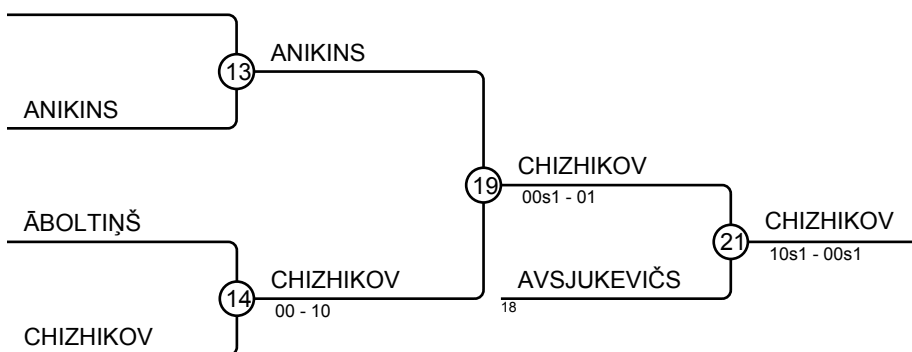 13
ANIKINS
ANIKINS
19
CHIZHIKOV
00s1 - 01
ĀBOLTIŅŠ
21
CHIZHIKOV
10s1 - 00s1
14
CHIZHIKOV
00 - 10
AVSJUKEVIČS
18
CHIZHIKOV